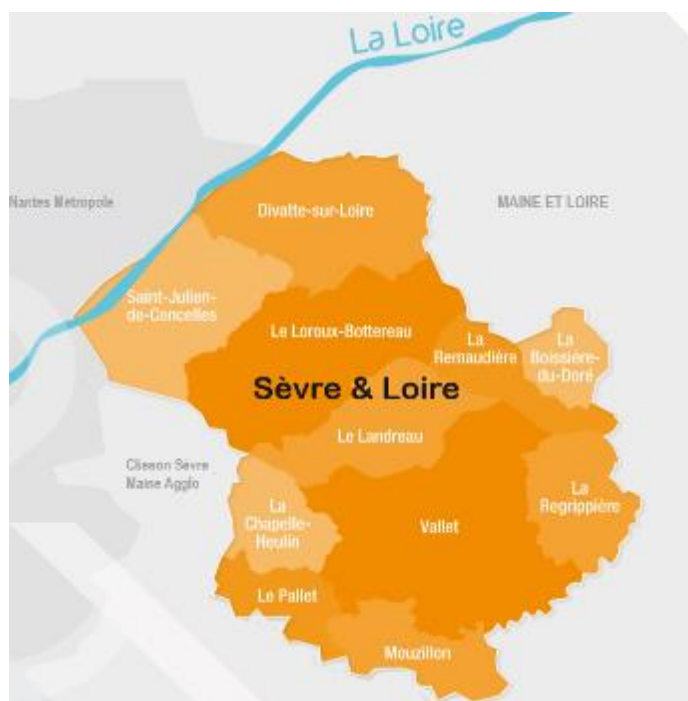 La Loire
Nantes Métropole
Divatte-sur-Loire
MAINE ET LOIRE
Saint-Julien-
de-Concelles
Le Loroux-Bottereau
La
Remaudière
La
Boissière-
du-Doré
Sèvre & Loire
Le Landreau
Clisson Sèvre
Maine Agglo
La
Chapelle-
Heulin
Vallet
La
Regrippière
Le Pallet
Mouzillon